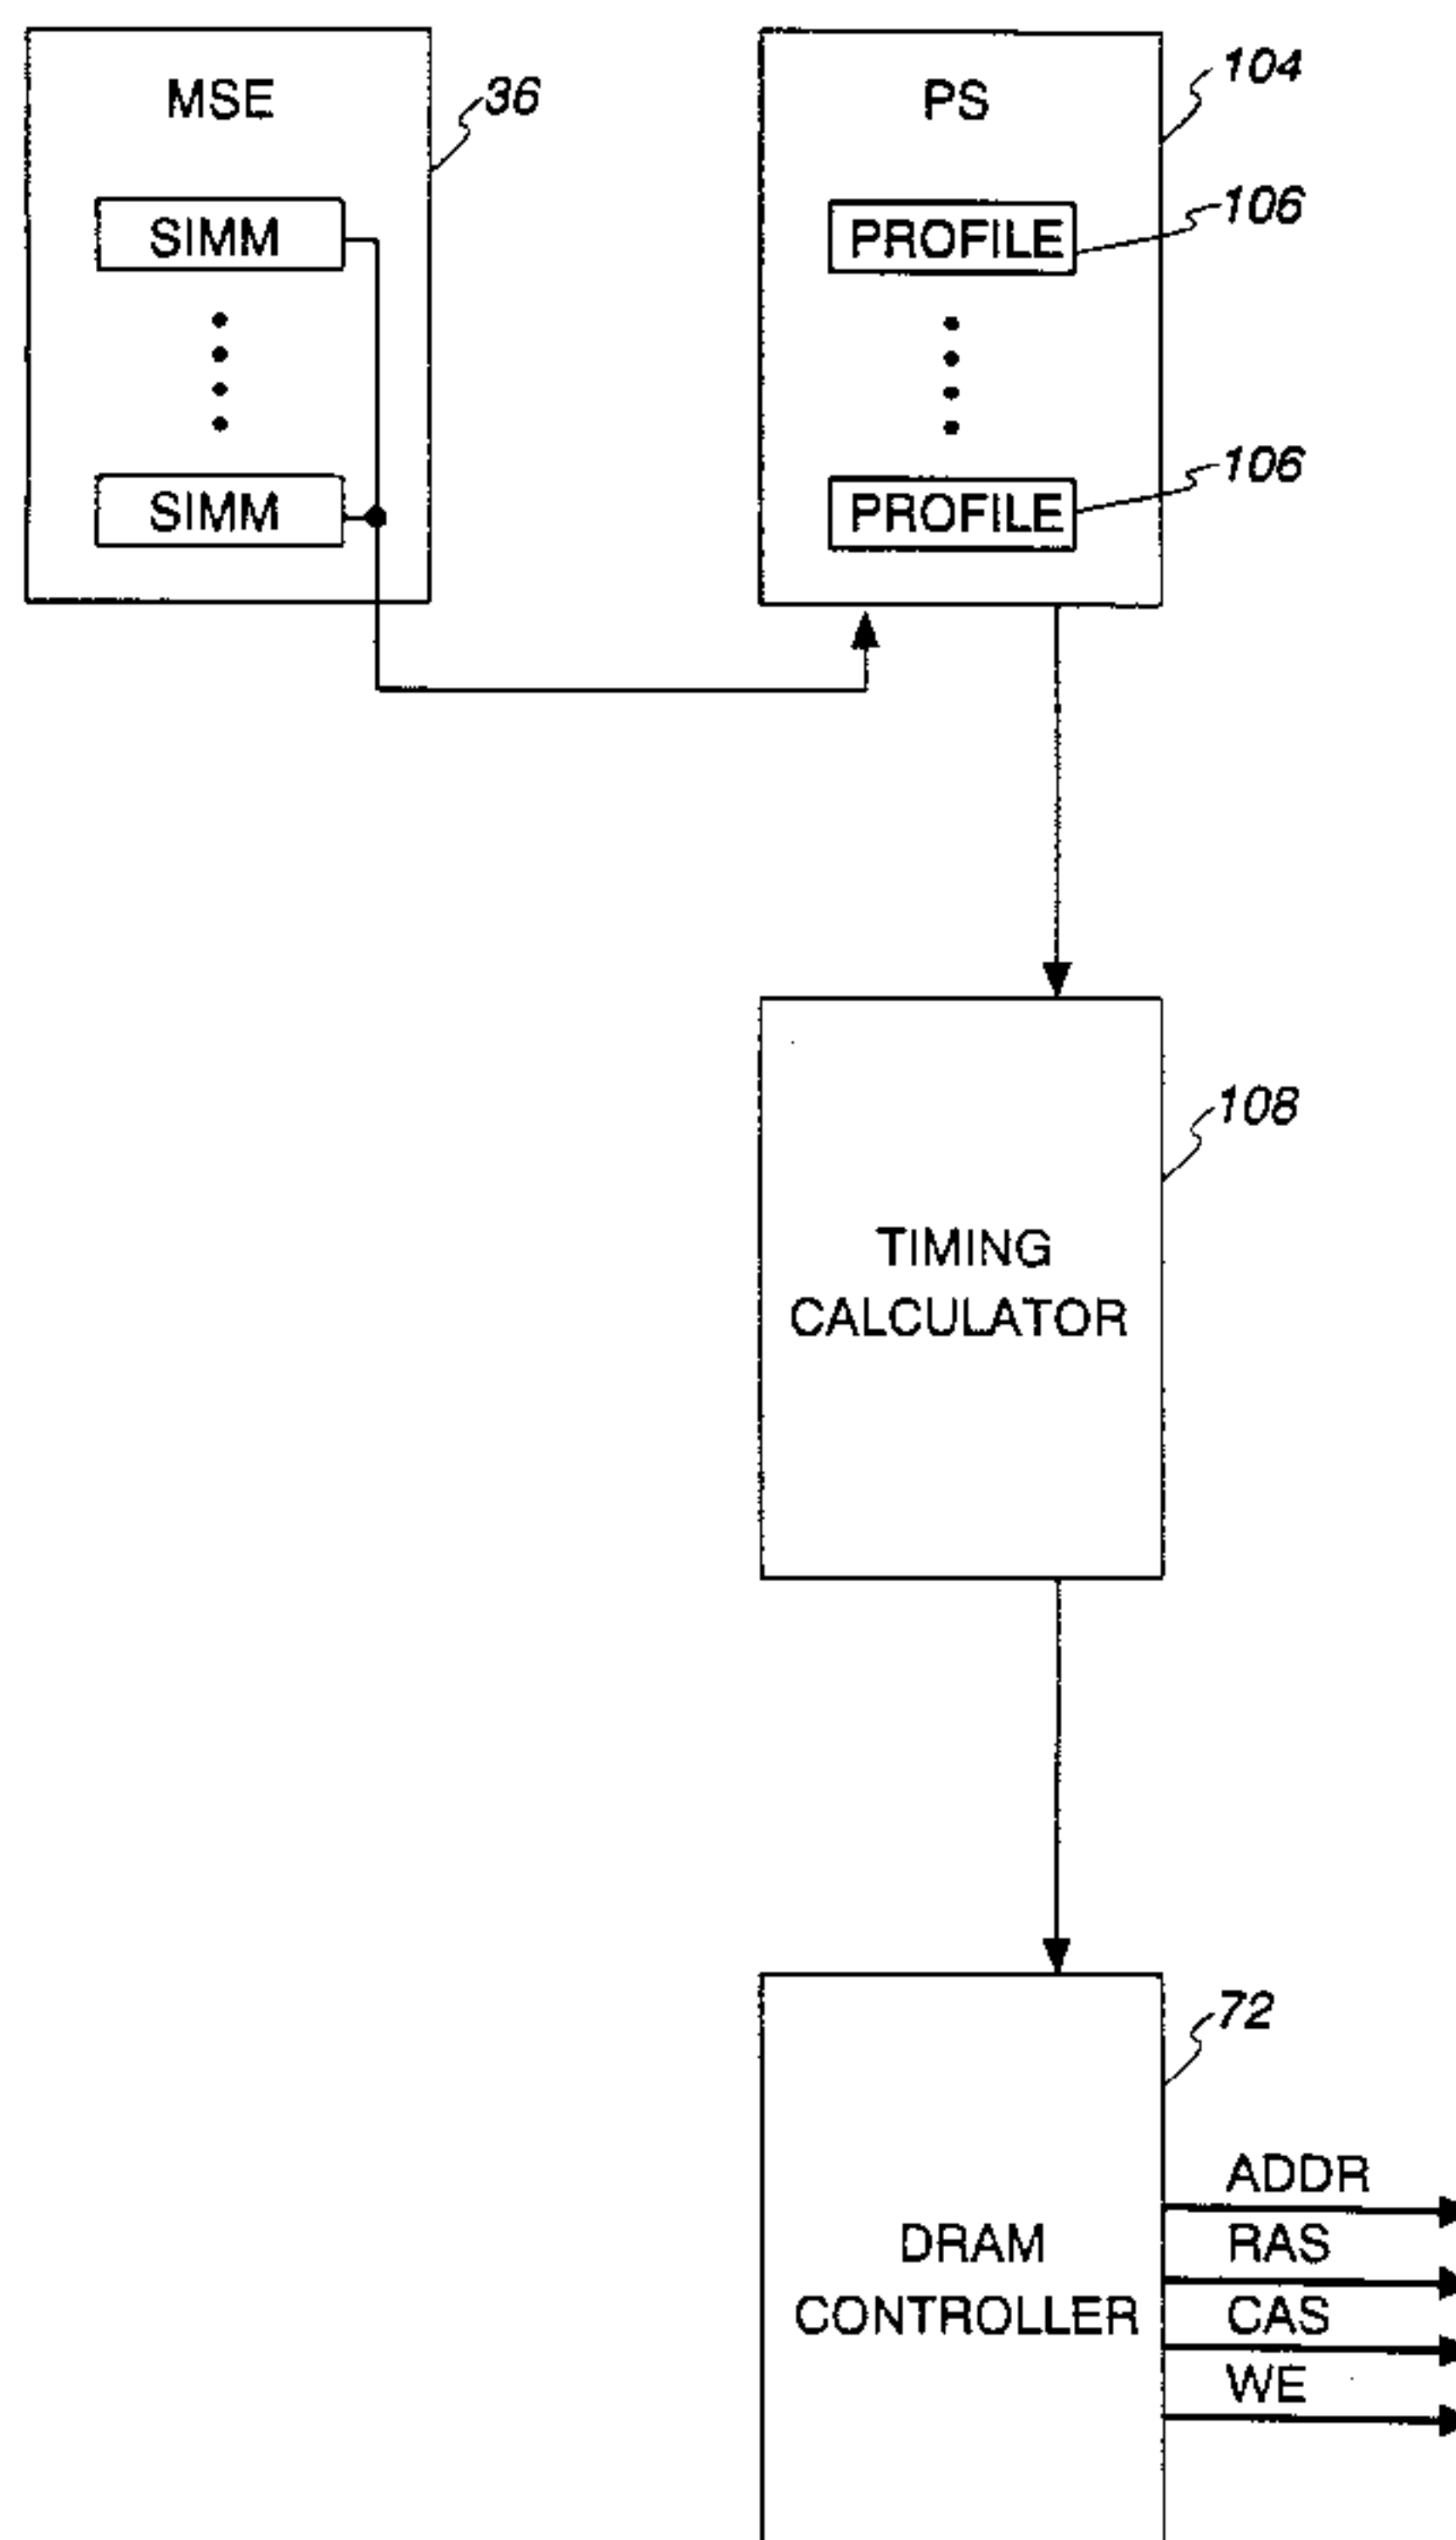 MSE
36
SIMM
SIMM
PS
104
PROFILE
106
PROFILE
106
TIMING
CALCULATOR
108
DRAM
CONTROLLER
72
ADDR
RAS
CAS
WE